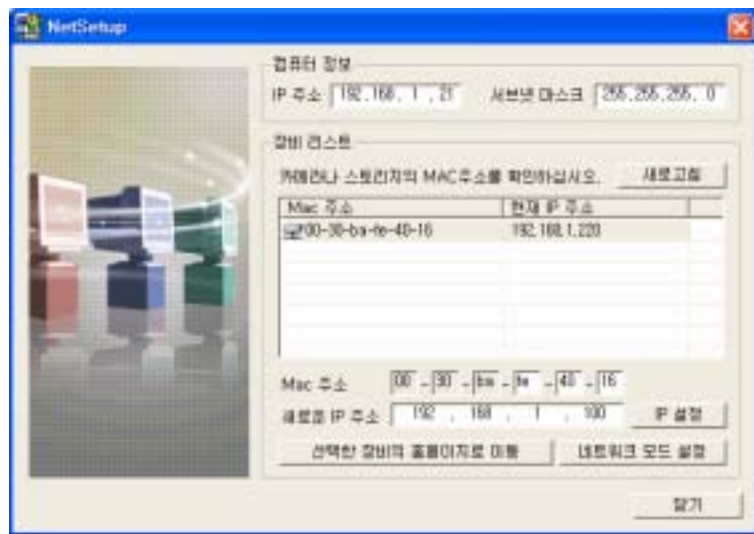 NetSetup
컴퓨터 정보
IP 주소 192.168. 1 .21 서브넷 마스크 255.255.255. 0
장비 리스트
카메라나 스토리지의 MAC주소를 확인하십시오. 새로고침
Mac 주소 현재 IP 주소
00-30-ba-fe-40-16 192.168.1.220
Mac 주소 00 - 30 - ba - fe - 40 - 16
새로운 IP 주소 192 . 168 . 1 . 100 IP 설정
선택한 장비의 홈페이지로 이동 네트워크 모드 설정
닫기